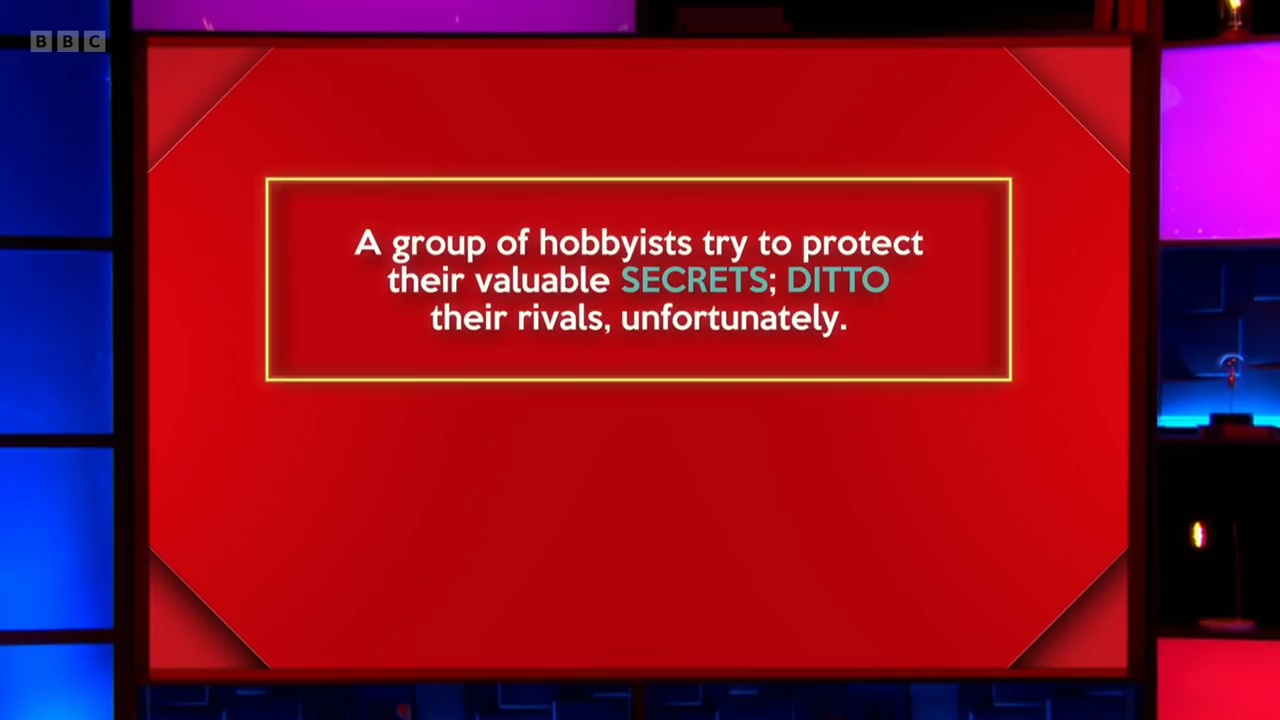 BBC
A group of hobbyists try to protect
their valuable SECRETS; DITTO
their rivals, unfortunately.